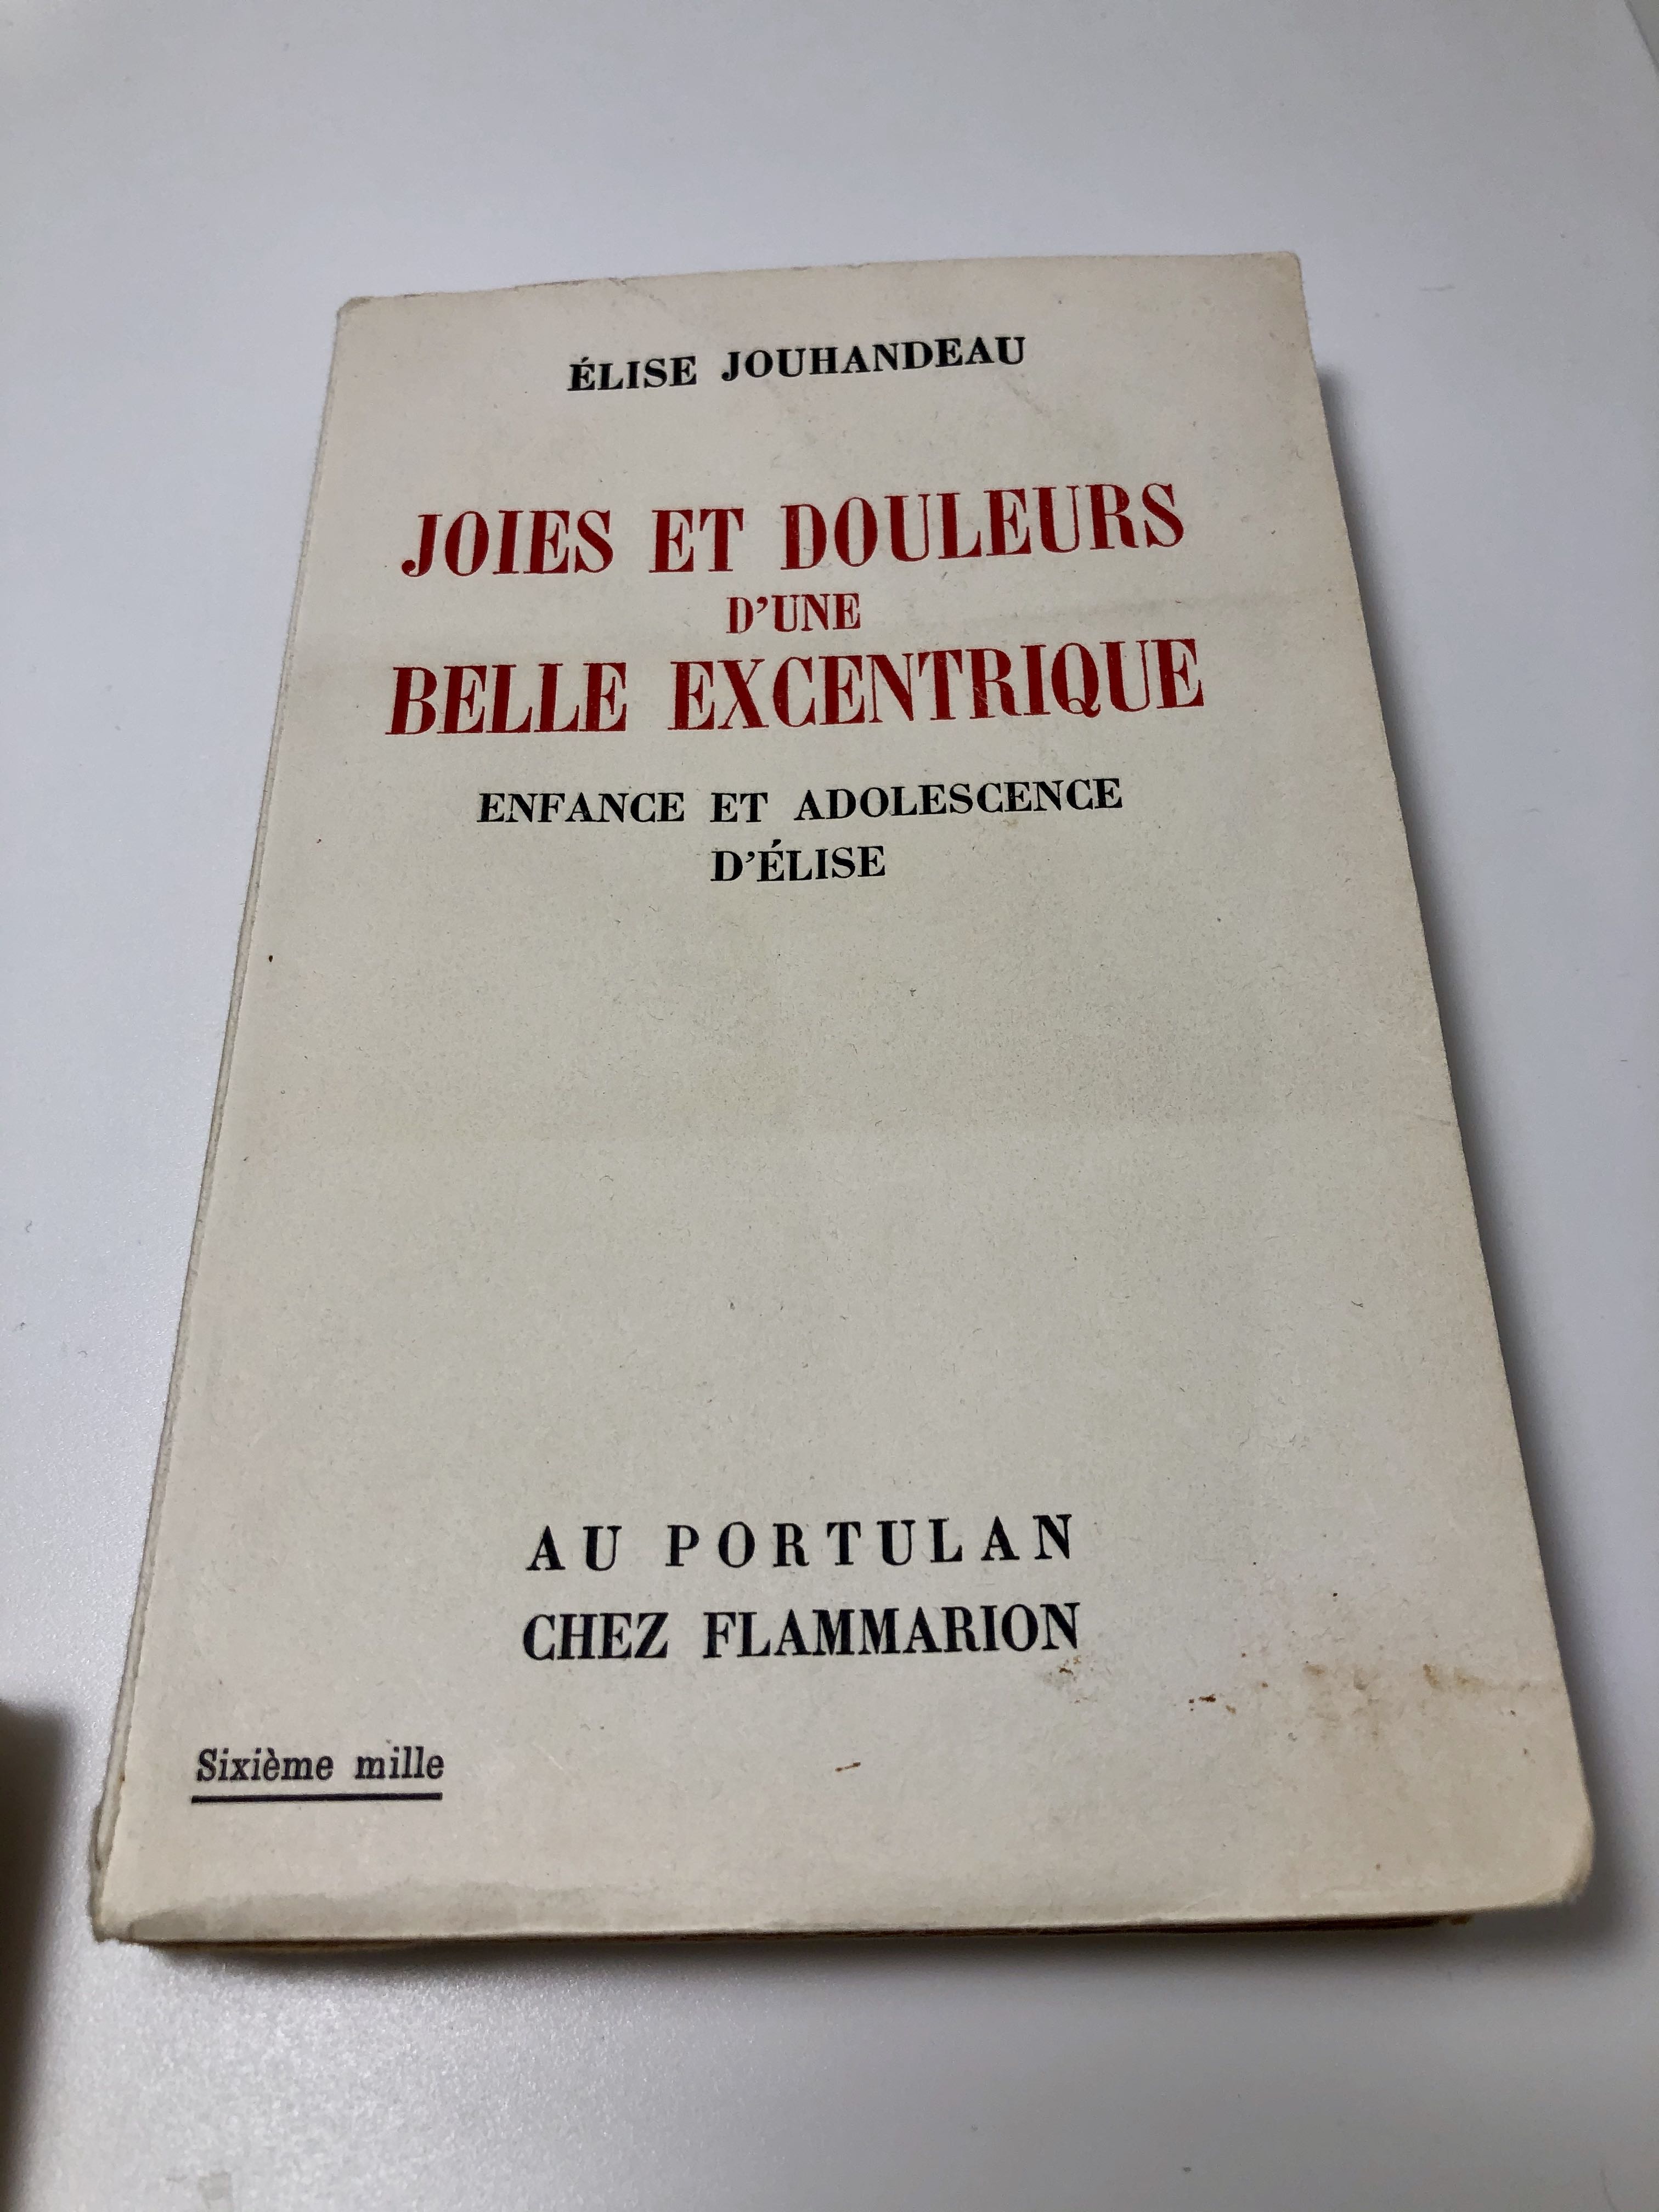 ÉLISE JOUHANDEAU
JOIES ET DOULEURS
D'UNE
BELLE EXCENTRIQUE
ENFANCE ET ADOLESCENCE
D'ÉLISE
AU PORTULAN
CHEZ FLAMMARION
Sixième mille